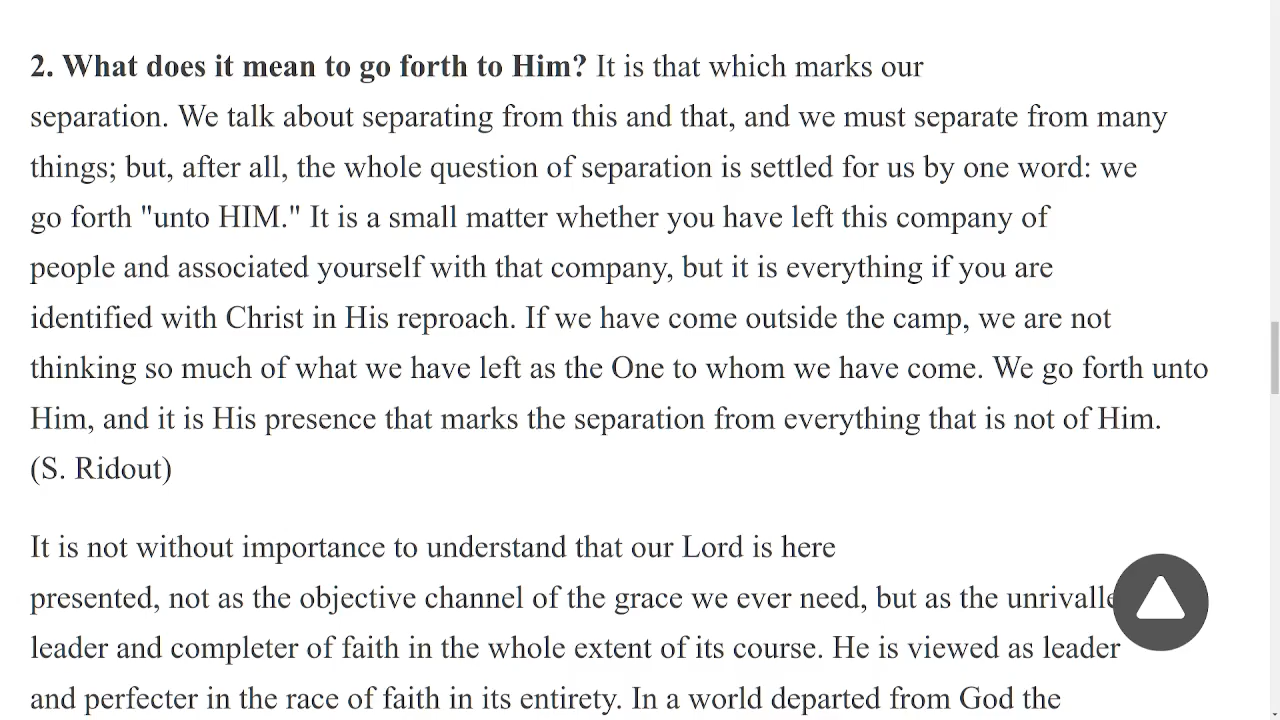 2. What does it mean to go forth to Him? It is that which marks our
separation. We talk about separating from this and that, and we must separate from many
things; but, after all, the whole question of separation is settled for us by one word: we
go forth "unto HIM." It is a small matter whether you have left this company of
people and associated yourself with that company, but it is everything if you are
identified with Christ in His reproach. If we have come outside the camp, we are not
thinking so much of what we have left as the One to whom we have come. We go forth unto
Him, and it is His presence that marks the separation from everything that is not of Him.
(S. Ridout)
It is not without importance to understand that our Lord is here
presented, not as the objective channel of the grace we ever need, but as the
leader and completer of faith in the whole extent of its course. He is viewed as leader
and perfecter in the race of faith in its entirety. In a world departed from God the